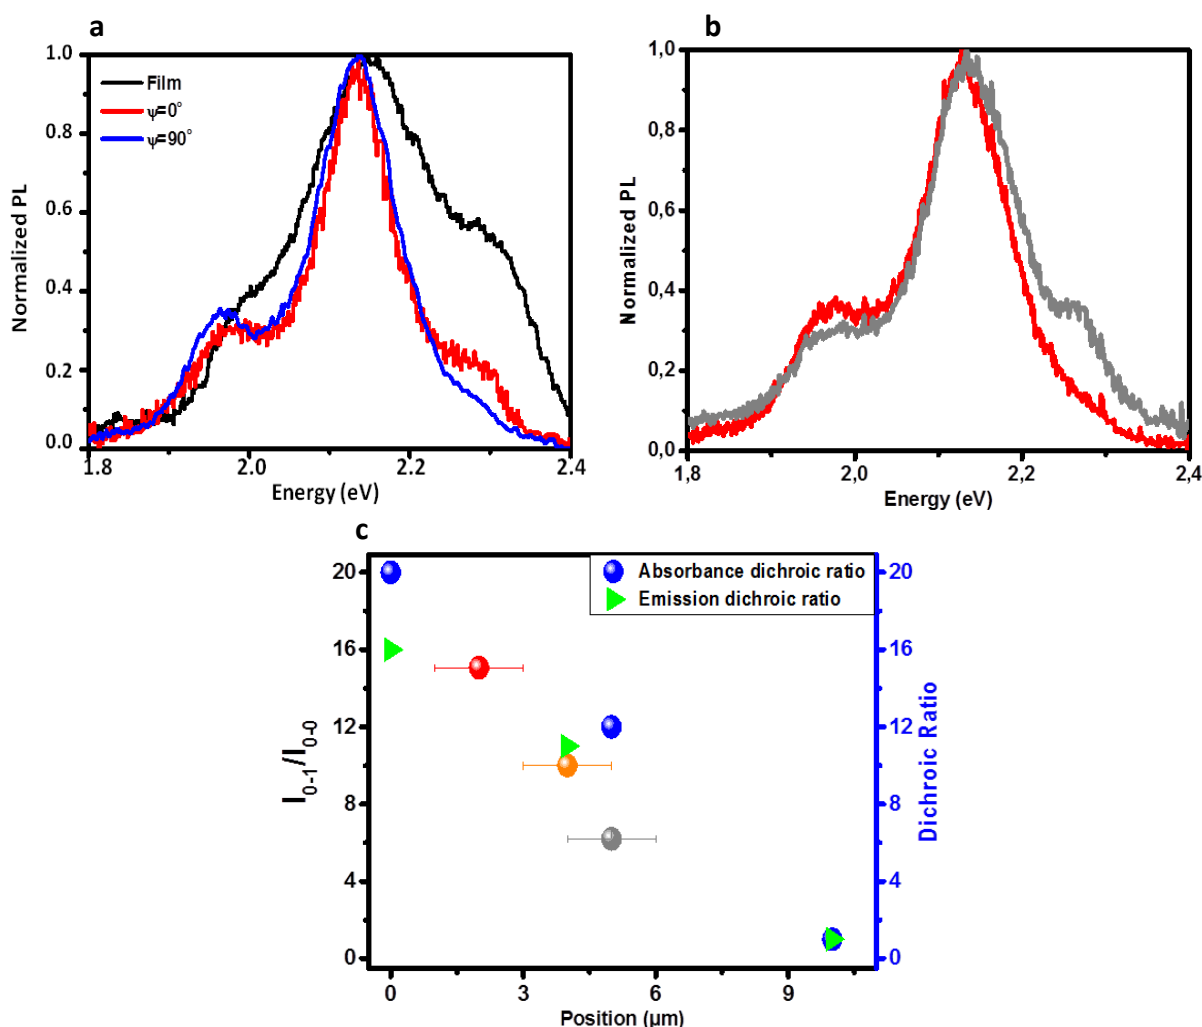 a
1.0
0.8
0.6
0.4
0.2
0.0
Normalized PL
Film
ψ=0°
ψ=90°
1.8 2.0 2.2 2.4
Energy (eV)
b
1,0
0,8
0,6
0,4
0,2
0,0
Normalized PL
1,8 2,0 2,2 2,4
Energy (eV)
c
20
16
12
8
4
0
I0-1/I0-0
Absorbance dichroic ratio
Emission dichroic ratio
20
16
12
8
4
0
Dichroic Ratio
0 3 6 9
Position (μm)